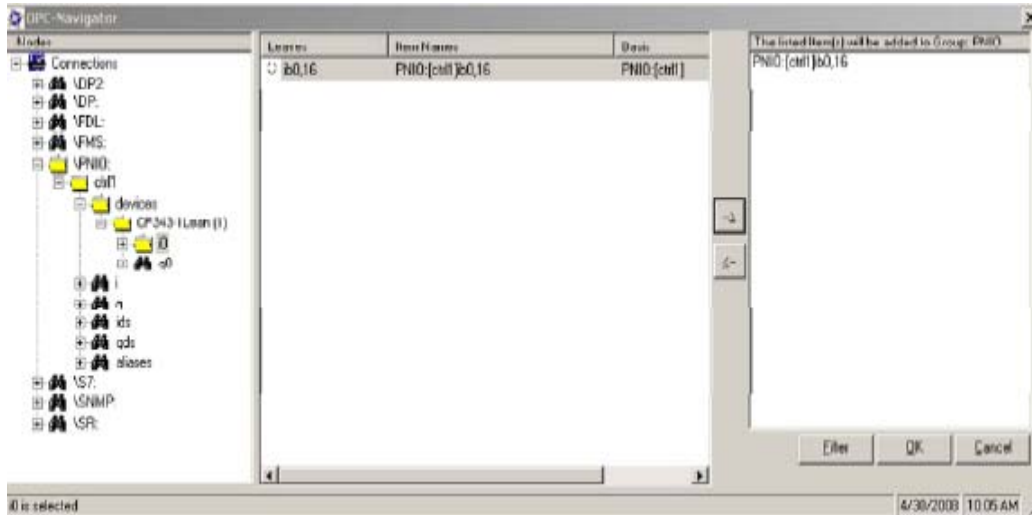 OPC-Navigator
Nodes
Connections
\DP2:
\DP:
\FDL:
\FMS:
\PNIO:
ctrl1
devices
CP343-1 Lean (1)
i0
q0
i
q
ids
qds
aliases
\S7:
\SNMP:
\SR:
Leaves Item Names Basis
ib0,16 PNIO:[ctrl1]ib0,16 PNIO:[ctrl1]
->
<-
The listed Item(s) will be added to Group: PNIO
PNIO:[ctrl1]ib0,16
Filter OK Cancel
i0 is selected
4/30/2008 10:05 AM